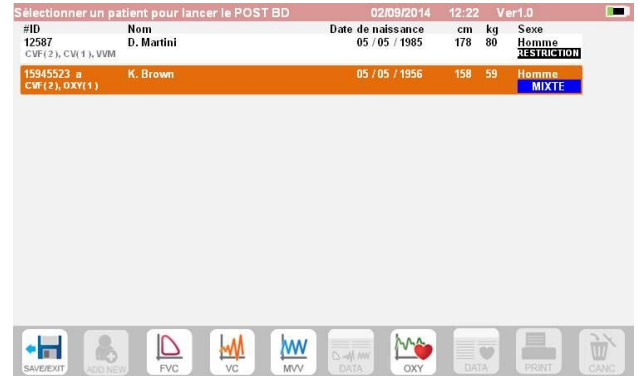 Sélectionner un patient pour lancer le POST BD 02/09/2014 12:22 Ver1.0
#ID Nom Date de naissance cm kg Sexe
12587 D. Martini 05 / 05 / 1985 178 80 Homme
CVF(2), CV(1), VVM RESTRICTION
15945523 a K. Brown 05 / 05 / 1956 158 59 Homme
CVF(2), OXY(1) MIXTE
SAVE/EXIT ADD NEW FVC VC MVV DATA OXY DATA PRINT CANC